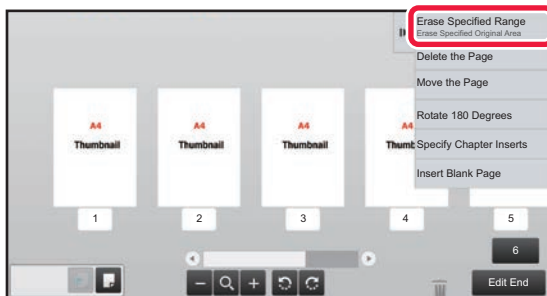 Erase Specified Range
Erase Specified Original Area
Delete the Page
Move the Page
Rotate 180 Degrees
Specify Chapter Inserts
Insert Blank Page
A4
Thumbnail
A4
Thumbnail
A4
Thumbnail
A4
Thumb
1
2
3
4
5
6
Edit End